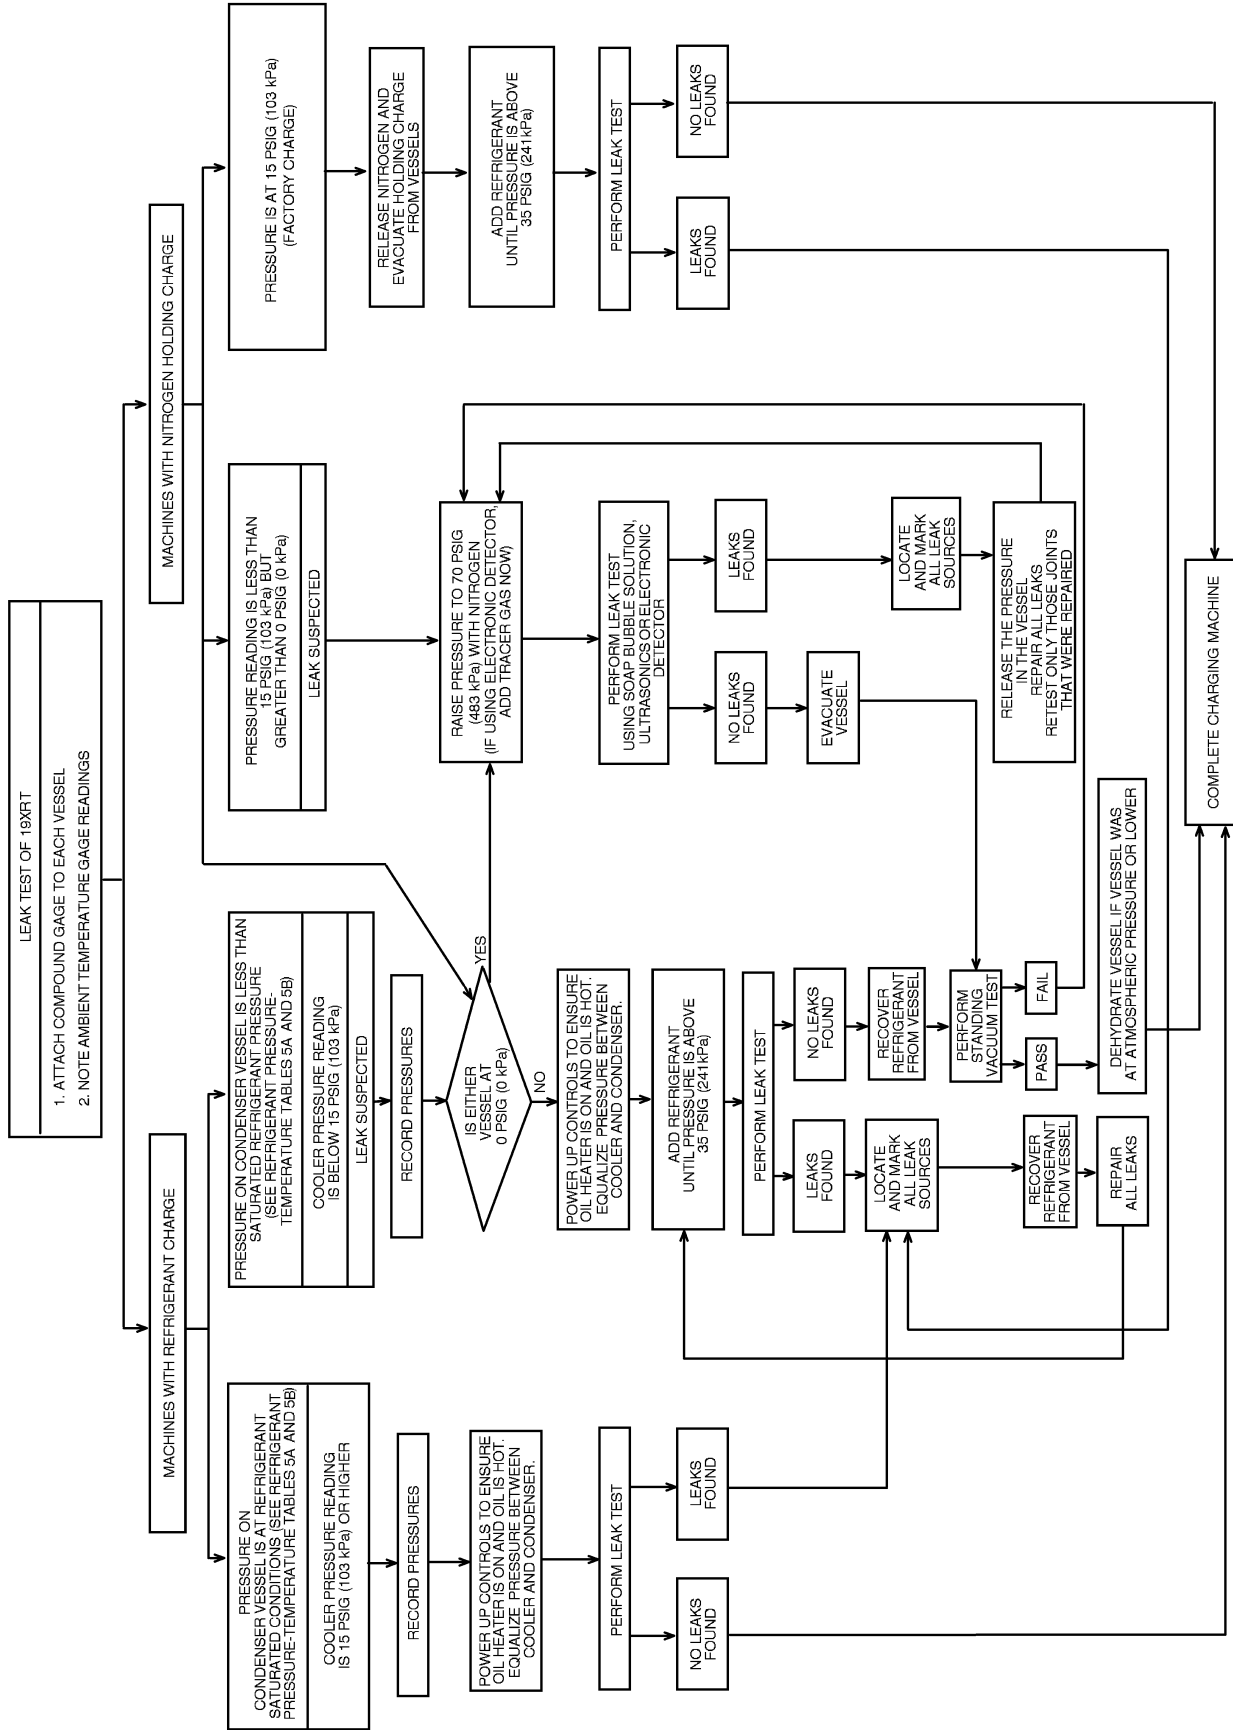 LEAK TEST OF 19XRT
1. ATTACH COMPOUND GAGE TO EACH VESSEL
2. NOTE AMBIENT TEMPERATURE GAGE READINGS
MACHINES WITH REFRIGERANT CHARGE
MACHINES WITH NITROGEN HOLDING CHARGE
PRESSURE ON
CONDENSER VESSEL IS AT REFRIGERANT
SATURATED CONDITIONS (SEE REFRIGERANT
PRESSURE-TEMPERATURE TABLES 5A AND 5B)
COOLER PRESSURE READING
IS 15 PSIG (103 kPa) OR HIGHER
RECORD PRESSURES
POWER UP CONTROLS TO ENSURE
OIL HEATER IS ON AND OIL IS HOT.
EQUALIZE PRESSURE BETWEEN
COOLER AND CONDENSER.
PERFORM LEAK TEST
NO LEAKS
FOUND
LEAKS
FOUND
PRESSURE ON CONDENSER VESSEL IS LESS THAN
SATURATED REFRIGERANT PRESSURE
(SEE REFRIGERANT PRESSURE-
TEMPERATURE TABLES 5A AND 5B)
COOLER PRESSURE READING
IS BELOW 15 PSIG (103 kPa)
LEAK SUSPECTED
RECORD PRESSURES
IS EITHER
VESSEL AT
0 PSIG (0 kPa)
YES
NO
POWER UP CONTROLS TO ENSURE
OIL HEATER IS ON AND OIL IS HOT.
EQUALIZE PRESSURE BETWEEN
COOLER AND CONDENSER.
ADD REFRIGERANT
UNTIL PRESSURE IS ABOVE
35 PSIG (241kPa)
PERFORM LEAK TEST
LEAKS
FOUND
NO LEAKS
FOUND
LOCATE
AND MARK
ALL LEAK
SOURCES
RECOVER
REFRIGERANT
FROM VESSEL
PERFORM
STANDING
VACUUM TEST
PASS
FAIL
RECOVER
REFRIGERANT
FROM VESSEL
REPAIR
ALL LEAKS
DEHYDRATE VESSEL IF VESSEL WAS
AT ATMOSPHERIC PRESSURE OR LOWER
PRESSURE READING IS LESS THAN
15 PSIG (103 kPa) BUT
GREATER THAN 0 PSIG (0 kPa)
LEAK SUSPECTED
RAISE PRESSURE TO 70 PSIG
(483 kPa) WITH NITROGEN
(IF USING ELECTRONIC DETECTOR,
ADD TRACER GAS NOW)
PERFORM LEAK TEST
USING SOAP BUBBLE SOLUTION,
ULTRASONICS OR ELECTRONIC
DETECTOR
NO LEAKS
FOUND
LEAKS
FOUND
EVACUATE
VESSEL
LOCATE
AND MARK
ALL LEAK
SOURCES
RELEASE THE PRESSURE
IN THE VESSEL
REPAIR ALL LEAKS
RETEST ONLY THOSE JOINTS
THAT WERE REPAIRED
PRESSURE IS AT 15 PSIG (103 kPa)
(FACTORY CHARGE)
RELEASE NITROGEN AND
EVACUATE HOLDING CHARGE
FROM VESSELS
ADD REFRIGERANT
UNTIL PRESSURE IS ABOVE
35 PSIG (241kPa)
PERFORM LEAK TEST
LEAKS
FOUND
NO LEAKS
FOUND
COMPLETE CHARGING MACHINE